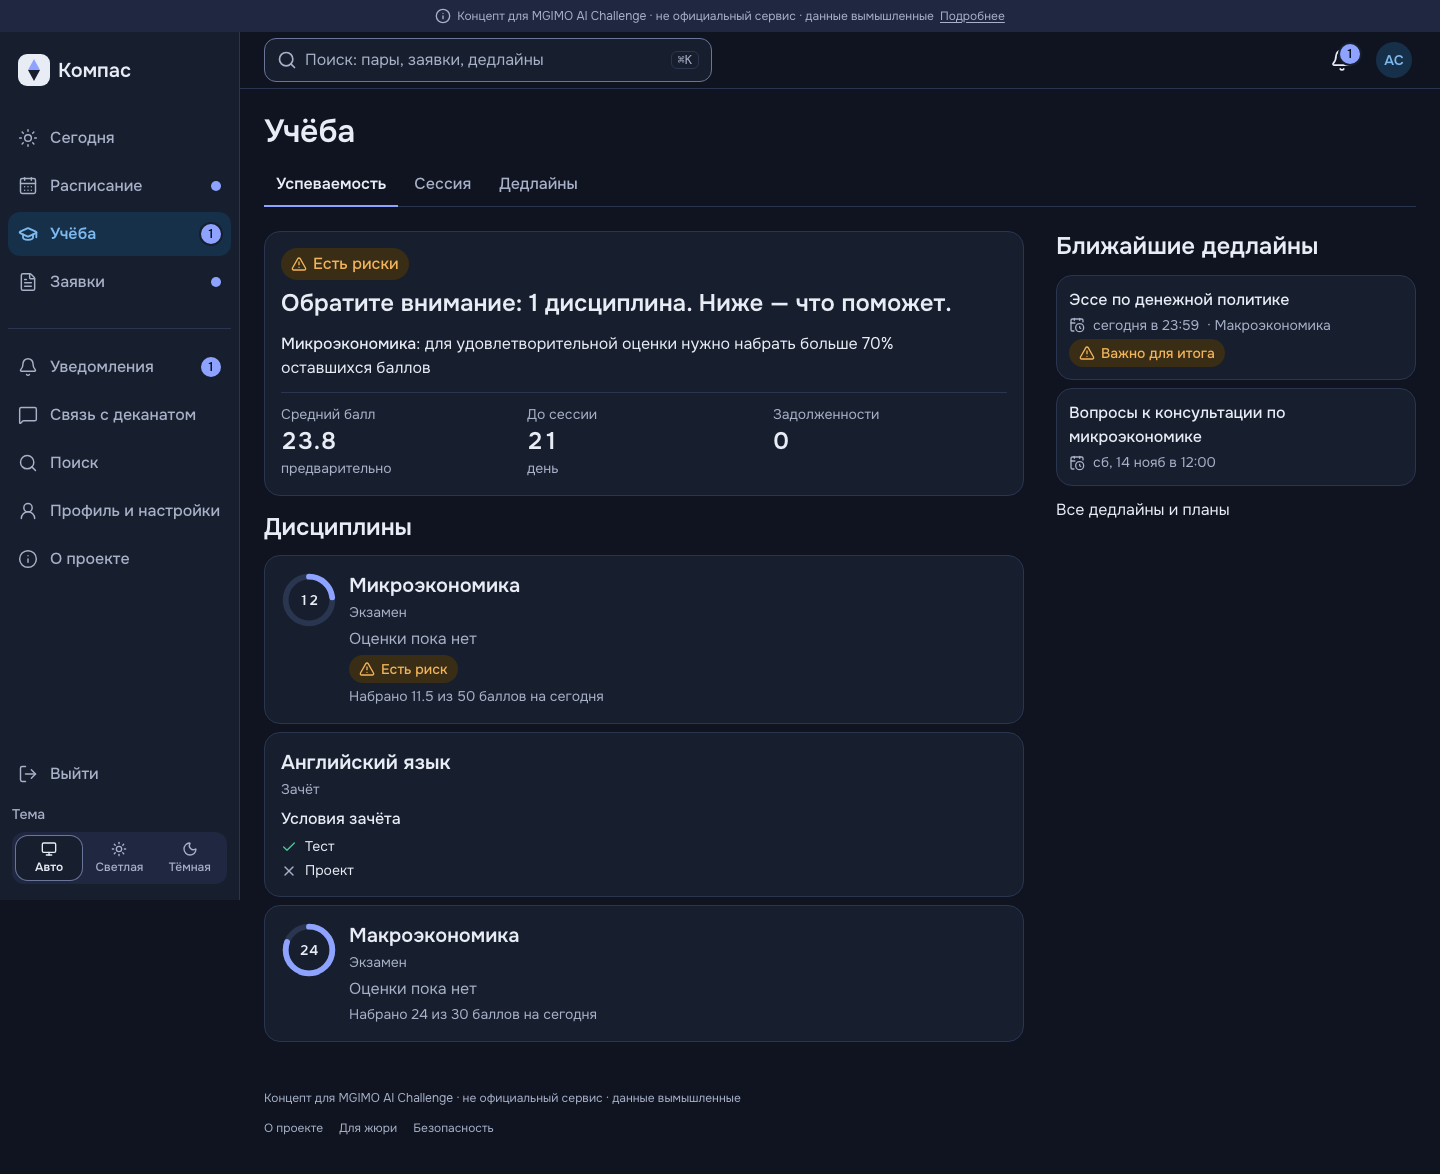 Концепт для MGIMO AI Challenge · не официальный сервис · данные вымышленные Подробнее
Компас
Поиск: пары, заявки, дедлайны
⌘K
1
АС
Сегодня
Расписание
Учёба
1
Заявки
Уведомления
1
Связь с деканатом
Поиск
Профиль и настройки
О проекте
Выйти
Тема
Авто
Светлая
Тёмная
Учёба
Успеваемость
Сессия
Дедлайны
Есть риски
Обратите внимание: 1 дисциплина. Ниже — что поможет.
Микроэкономика: для удовлетворительной оценки нужно набрать больше 70%
оставшихся баллов
Средний балл
23.8
предварительно
До сессии
21
день
Задолженности
0
Дисциплины
12
Микроэкономика
Экзамен
Оценки пока нет
Есть риск
Набрано 11.5 из 50 баллов на сегодня
Английский язык
Зачёт
Условия зачёта
Тест
Проект
24
Макроэкономика
Экзамен
Оценки пока нет
Набрано 24 из 30 баллов на сегодня
Ближайшие дедлайны
Эссе по денежной политике
сегодня в 23:59 · Макроэкономика
Важно для итога
Вопросы к консультации по
микроэкономике
сб, 14 нояб в 12:00
Все дедлайны и планы
Концепт для MGIMO AI Challenge · не официальный сервис · данные вымышленные
О проекте
Для жюри
Безопасность